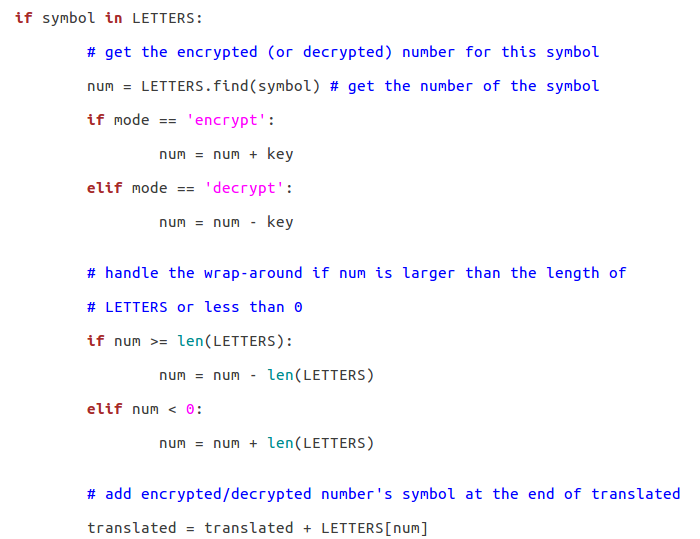 if symbol in LETTERS:
# get the encrypted (or decrypted) number for this symbol
num = LETTERS.find(symbol) # get the number of the symbol
if mode == 'encrypt':
num = num + key
elif mode == 'decrypt':
num = num - key
# handle the wrap-around if num is larger than the length of
# LETTERS or less than 0
if num >= len(LETTERS):
num = num - len(LETTERS)
elif num < 0:
num = num + len(LETTERS)
# add encrypted/decrypted number's symbol at the end of translated
translated = translated + LETTERS[num]